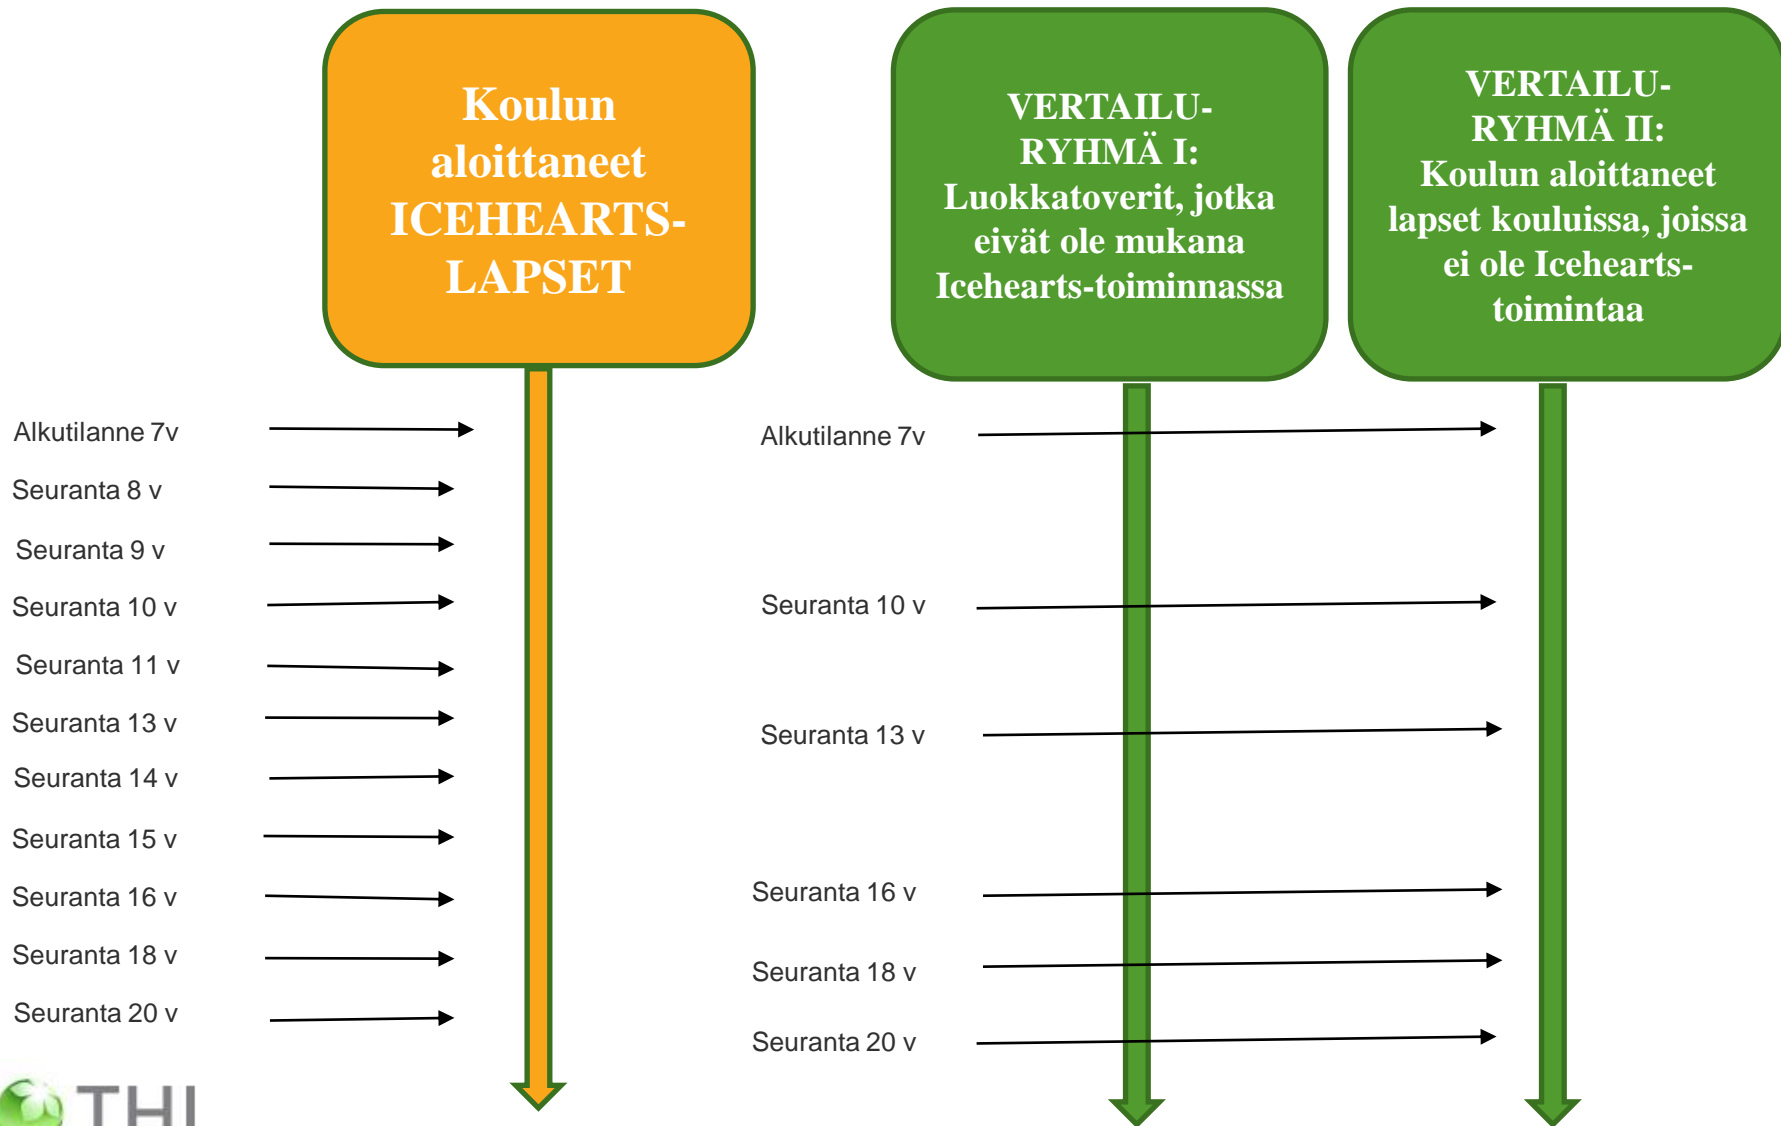 Koulun
aloittaneet
ICEHEARTS-
LAPSET
VERTAILU-
RYHMÄ I:
Luokkatoverit, jotka
eivät ole mukana
Icehearts-toiminnassa
VERTAILU-
RYHMÄ II:
Koulun aloittaneet
lapset kouluissa, joissa
ei ole Icehearts-
toimintaa
Alkutilanne 7v
Seuranta 8 v
Seuranta 9 v
Seuranta 10 v
Seuranta 11 v
Seuranta 13 v
Seuranta 14 v
Seuranta 15 v
Seuranta 16 v
Seuranta 18 v
Seuranta 20 v
Alkutilanne 7v
Seuranta 10 v
Seuranta 13 v
Seuranta 16 v
Seuranta 18 v
Seuranta 20 v